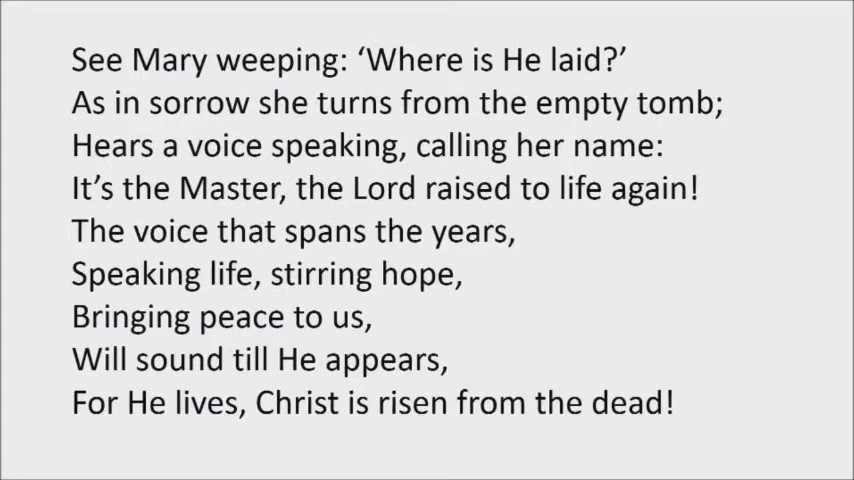 See Mary weeping: ‘Where is He laid?’
As in sorrow she turns from the empty tomb;
Hears a voice speaking, calling her name:
It’s the Master, the Lord raised to life again!
The voice that spans the years,
Speaking life, stirring hope,
Bringing peace to us,
Will sound till He appears,
For He lives, Christ is risen from the dead!